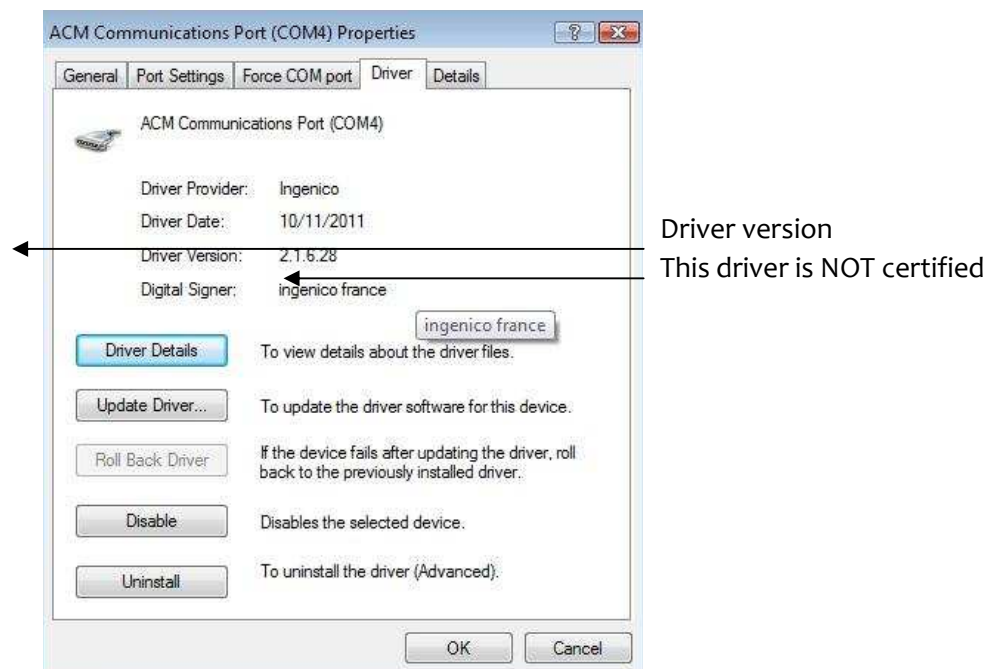 ACM Communications Port (COM4) Properties
General Port Settings Force COM port Driver Details
ACM Communications Port (COM4)
Driver Provider: Ingenico
Driver Date: 10/11/2011
Driver version
Driver Version: 2.1.6.28
This driver is NOT certified
Digital Signer: ingenico france
ingenico france
Driver Details To view details about the driver files.
Update Driver... To update the driver software for this device.
Roll Back Driver If the device fails after updating the driver, roll
back to the previously installed driver.
Disable Disables the selected device.
Uninstall To uninstall the driver (Advanced).
OK Cancel